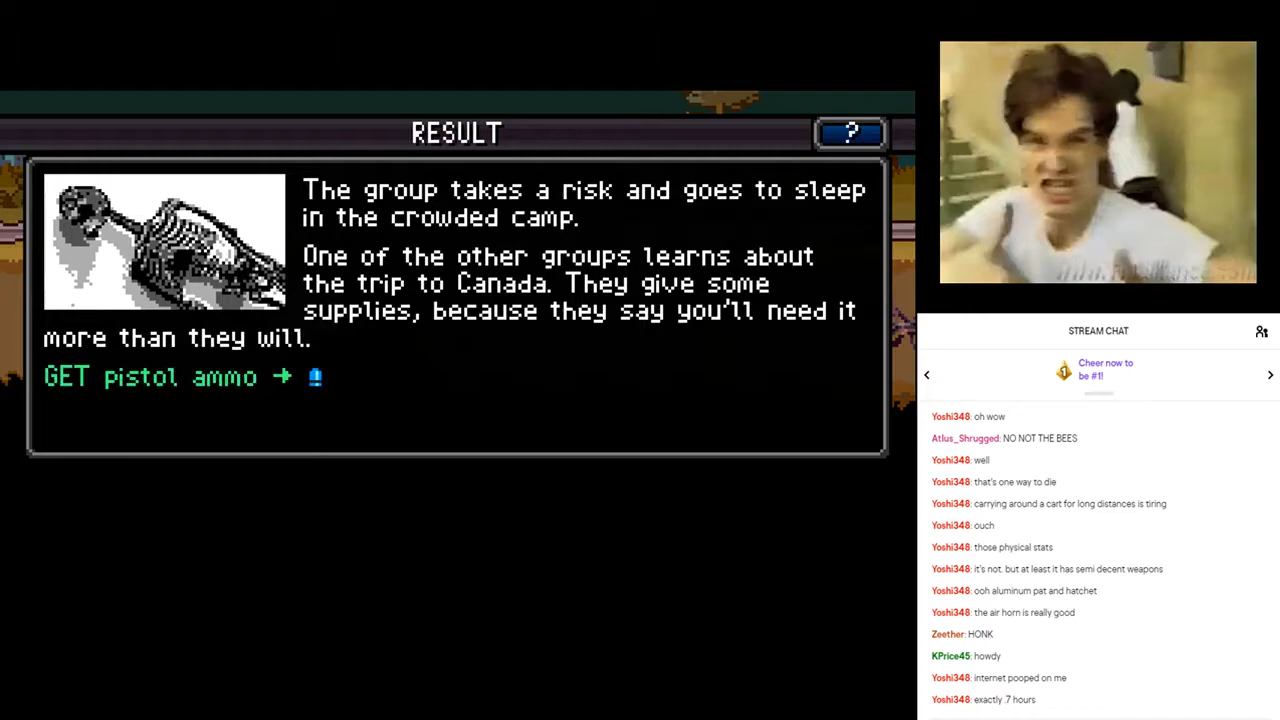 RESULT
?
The group takes a risk and goes to sleep
in the crowded camp.
One of the other groups learns about
the trip to Canada. They give some
supplies, because they say you'll need it
more than they will.
GET pistol ammo →
STREAM CHAT
1
Cheer now to
be #1!
Yoshi348: oh wow
Atlus_Shrugged: NO NOT THE BEES
Yoshi348: well
Yoshi348: that's one way to die
Yoshi348: carrying around a cart for long distances is tiring
Yoshi348: ouch
Yoshi348: those physical stats
Yoshi348: it's not. but at least it has semi decent weapons
Yoshi348: ooh aluminum pat and hatchet
Yoshi348: the air horn is really good
Zeether: HONK
KPrice45: howdy
Yoshi348: internet pooped on me
Yoshi348: exactly .7 hours